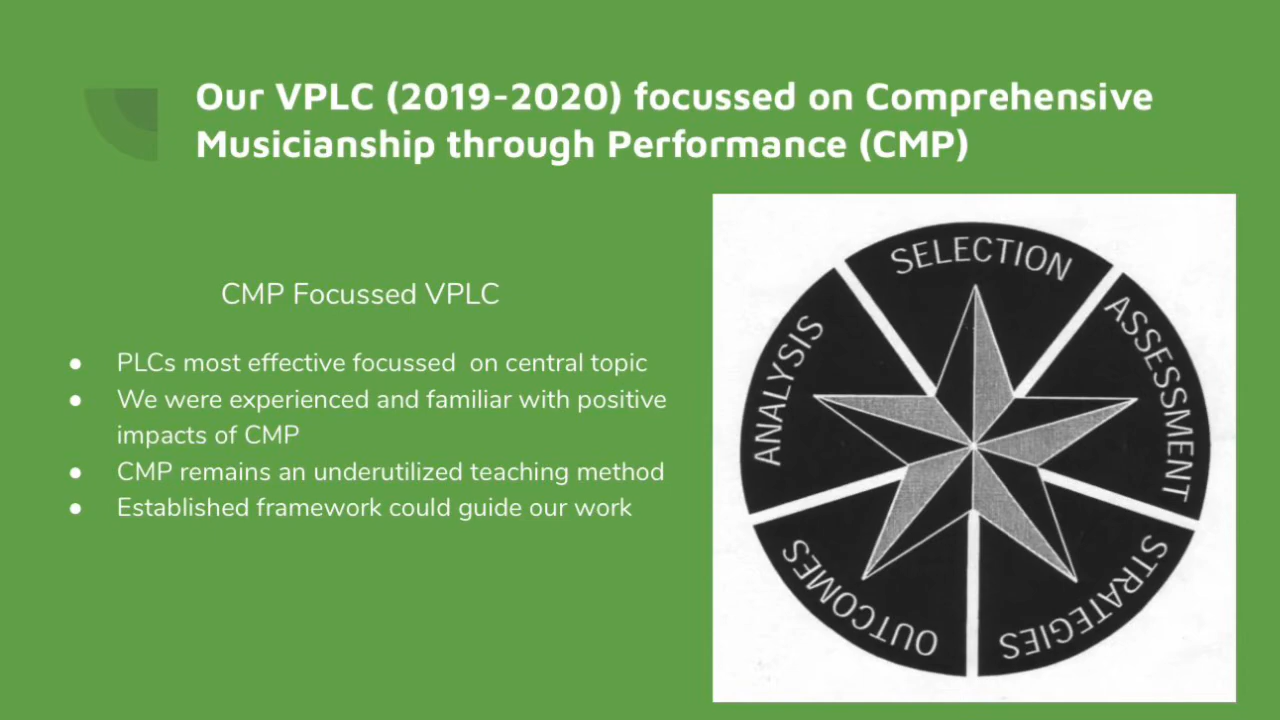 Our VPLC (2019-2020) focussed on Comprehensive
Musicianship through Performance (CMP)
CMP Focussed VPLC
● PLCs most effective focussed  on central topic
● We were experienced and familiar with positive
impacts of CMP
● CMP remains an underutilized teaching method
● Established framework could guide our work
SELECTION
ASSESSMENT
STRATEGIES
OUTCOMES
ANALYSIS